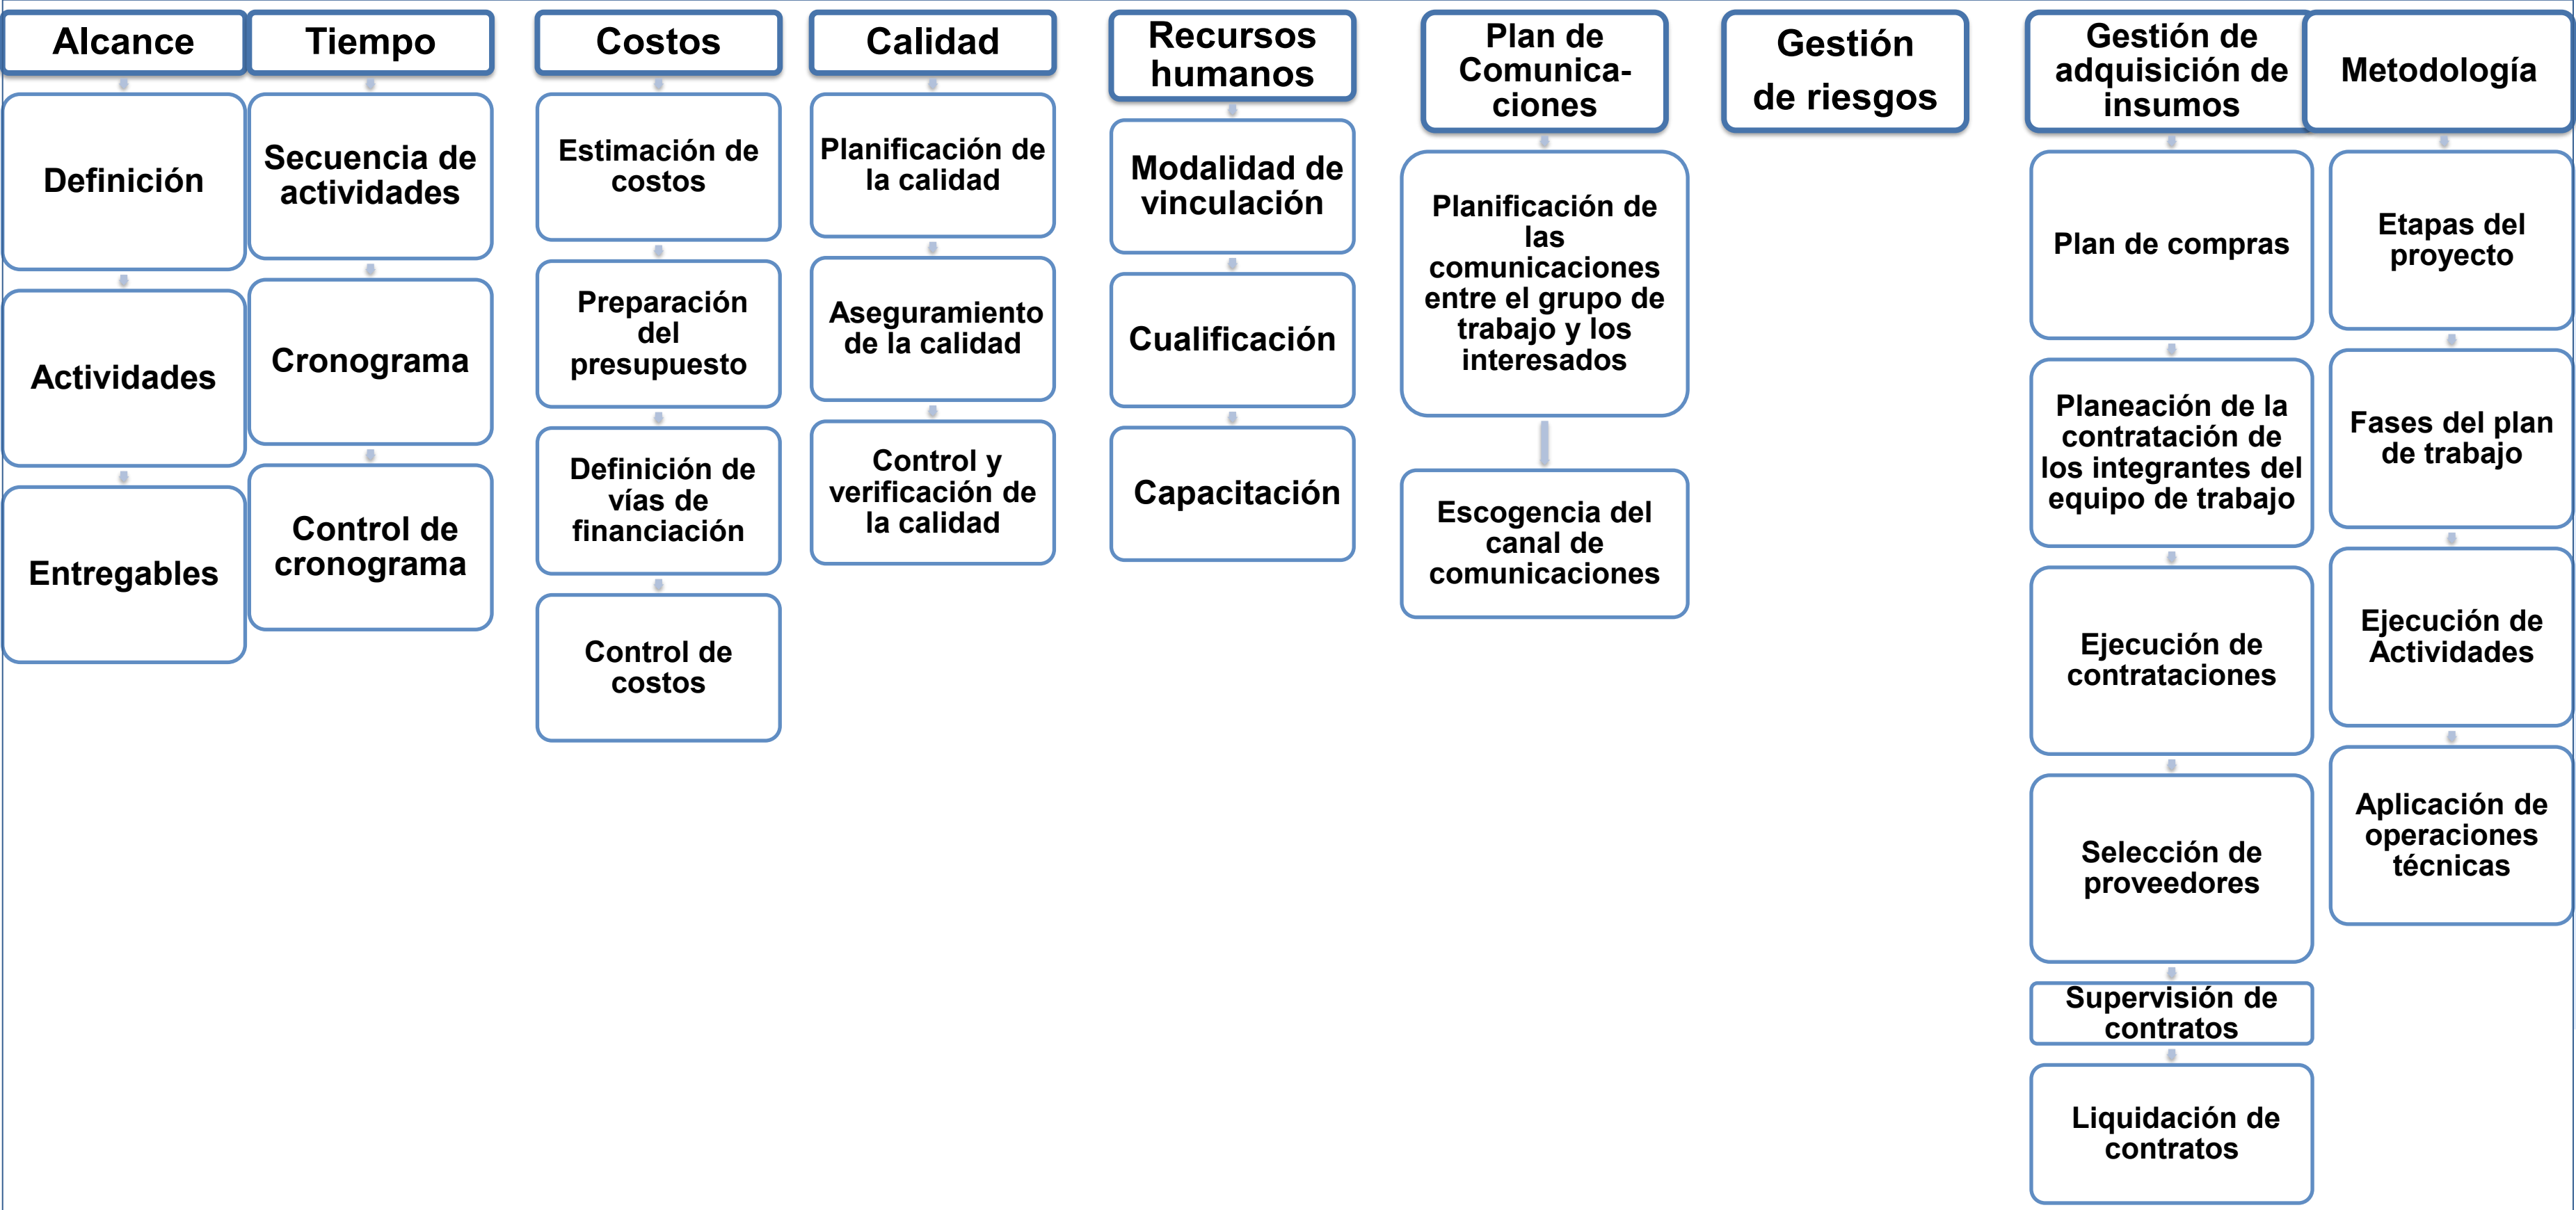 Alcance
Definición
Actividades
Entregables
Tiempo
Secuencia de
actividades
Cronograma
Control de
cronograma
Costos
Estimación de
costos
Preparación
del
presupuesto
Definición de
vías de
financiación
Control de
costos
Calidad
Planificación de
la calidad
Aseguramiento
de la calidad
Control y
verificación de
la calidad
Recursos
humanos
Modalidad de
vinculación
Cualificación
Capacitación
Plan de
Comunica-
ciones
Planificación de
las
comunicaciones
entre el grupo de
trabajo y los
interesados
Escogencia del
canal de
comunicaciones
Gestión
de riesgos
Gestión de
adquisición de
insumos
Plan de compras
Planeación de la
contratación de
los integrantes del
equipo de trabajo
Ejecución de
contrataciones
Selección de
proveedores
Supervisión de
contratos
Liquidación de
contratos
Metodología
Etapas del
proyecto
Fases del plan
de trabajo
Ejecución de
Actividades
Aplicación de
operaciones
técnicas